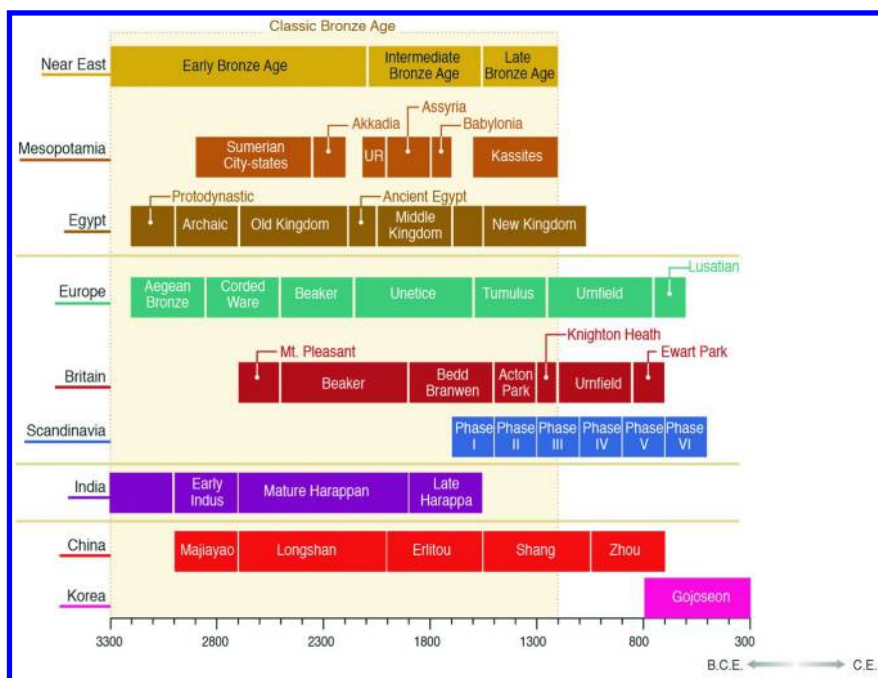 Classic Bronze Age
Near East
Early Bronze Age
Intermediate
Bronze Age
Late
Bronze Age
Assyria
Akkadia
Babylonia
Mesopotamia
Sumerian
City-states
UR
Kassites
Protodynastic
Ancient Egypt
Egypt
Archaic
Old Kingdom
Middle
Kingdom
New Kingdom
Lusatian
Europe
Aegean
Bronze
Corded
Ware
Beaker
Unetice
Tumulus
Urnfield
Knighton Heath
Mt. Pleasant
Ewart Park
Britain
Beaker
Bedd
Branwen
Acton
Park
Urnfield
Scandinavia
Phase
I
Phase
II
Phase
III
Phase
IV
Phase
V
Phase
VI
India
Early
Indus
Mature Harappan
Late
Harappa
China
Majiayao
Longshan
Erlitou
Shang
Zhou
Korea
Gojoseon
3300 2800 2300 1800 1300 800 300
B.C.E. C.E.